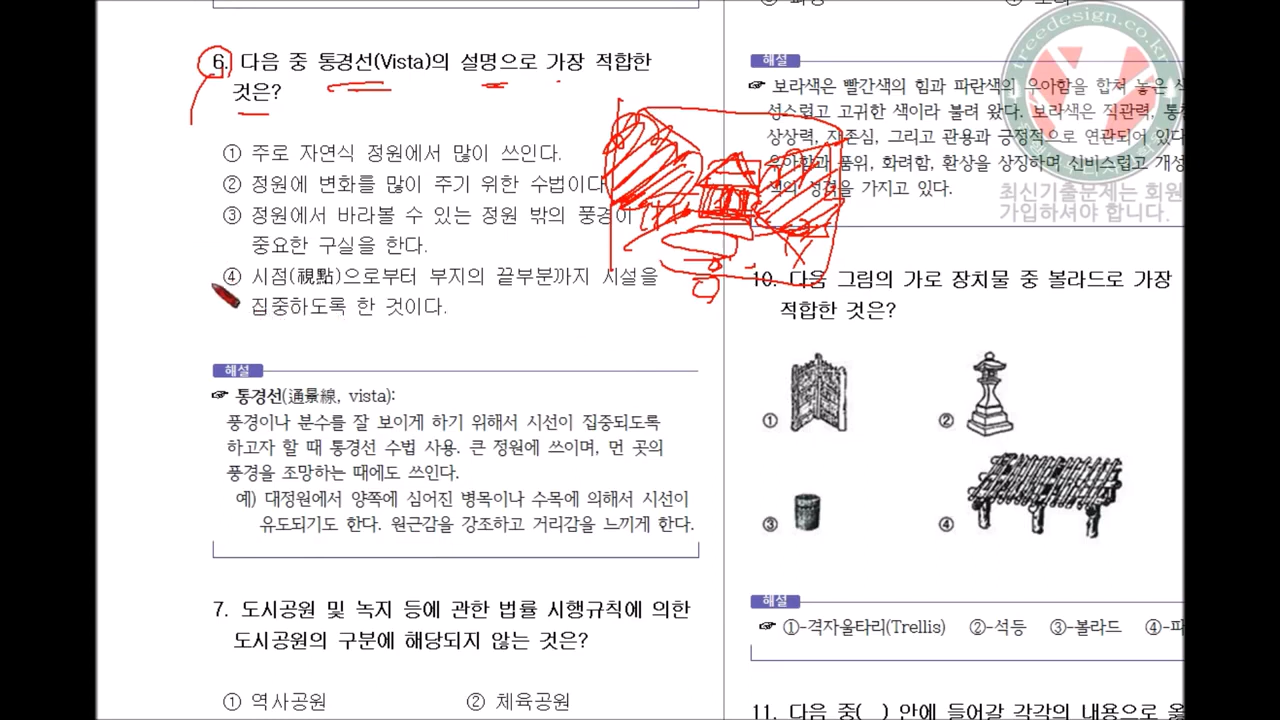 6. 다음 중 통경선(Vista)의 설명으로 가장 적합한
것은?
① 주로 자연식 정원에서 많이 쓰인다.
② 정원에 변화를 많이 주기 위한 수법이다
③ 정원에서 바라볼 수 있는 정원 밖의 풍경이
중요한 구실을 한다.
④ 시점(視點)으로부터 부지의 끝부분까지 시설을
집중하도록 한 것이다.
해설
☞ 통경선(通景線, vista):
풍경이나 분수를 잘 보이게 하기 위해서 시선이 집중되도록
하고자 할 때 통경선 수법 사용. 큰 정원에 쓰이며, 먼 곳의
풍경을 조망하는 때에도 쓰인다.
예) 대정원에서 양쪽에 심어진 병목이나 수목에 의해서 시선이
유도되기도 한다. 원근감을 강조하고 거리감을 느끼게 한다.
7. 도시공원 및 녹지 등에 관한 법률 시행규칙에 의한
도시공원의 구분에 해당되지 않는 것은?
① 역사공원 ② 체육공원
해설
☞ 보라색은 빨간색의 힘과 파란색의 우아함을 합쳐 놓은
성스럽고 고귀한 색이라 불려 왔다. 보라색은 직관력,
상상력, 자존심, 그리고 관용과 긍정적으로 연관되어 있다
우아함과 품위, 화려함, 환상을 상징하며 신비스럽고
색의 성격을 가지고 있다.
treedesign.co.kr
최신기출문제는 회원
가입하셔야 합니다.
10. 다음 그림의 가로 장치물 중 볼라드로 가장
적합한 것은?
①
②
③
④
해설
☞ ①-격자울타리(Trellis) ②-석등 ③-볼라드
11. 다음 중( ) 안에 들어갈 각각의 내용으로